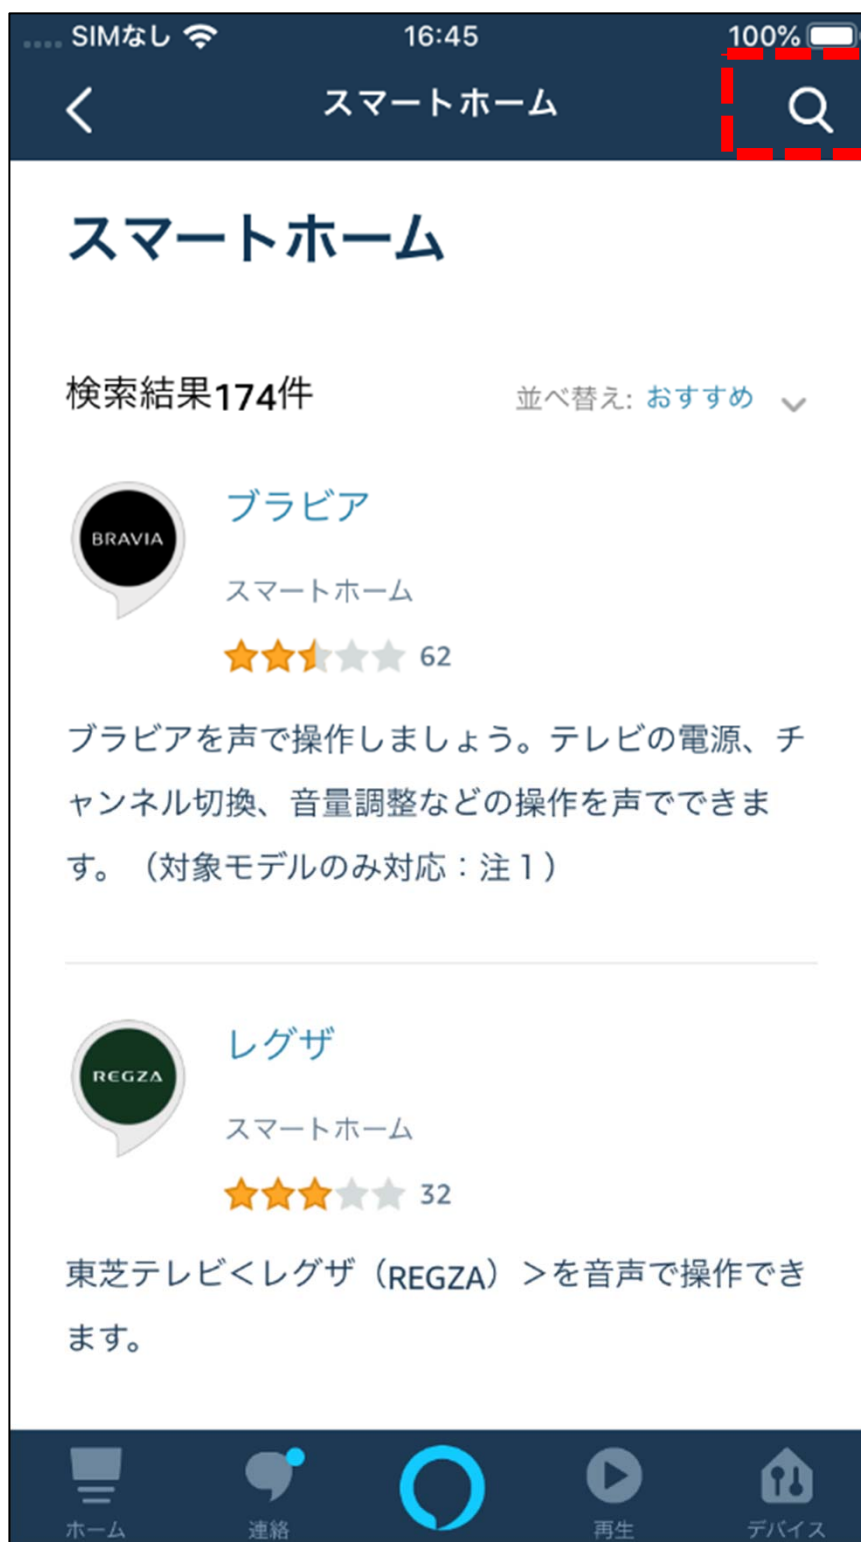 SIMなし 16:45 100%
スマートホーム
スマートホーム
検索結果174件 並べ替え: おすすめ
BRAVIA
ブラビア
スマートホーム
62
ブラビアを声で操作しましょう。テレビの電源、チ
ャンネル切換、音量調整などの操作を声でできま
す。（対象モデルのみ対応：注１）
REGZA
レグザ
スマートホーム
32
東芝テレビ＜レグザ（REGZA）＞を音声で操作でき
ます。
ホーム 連絡 再生 デバイス